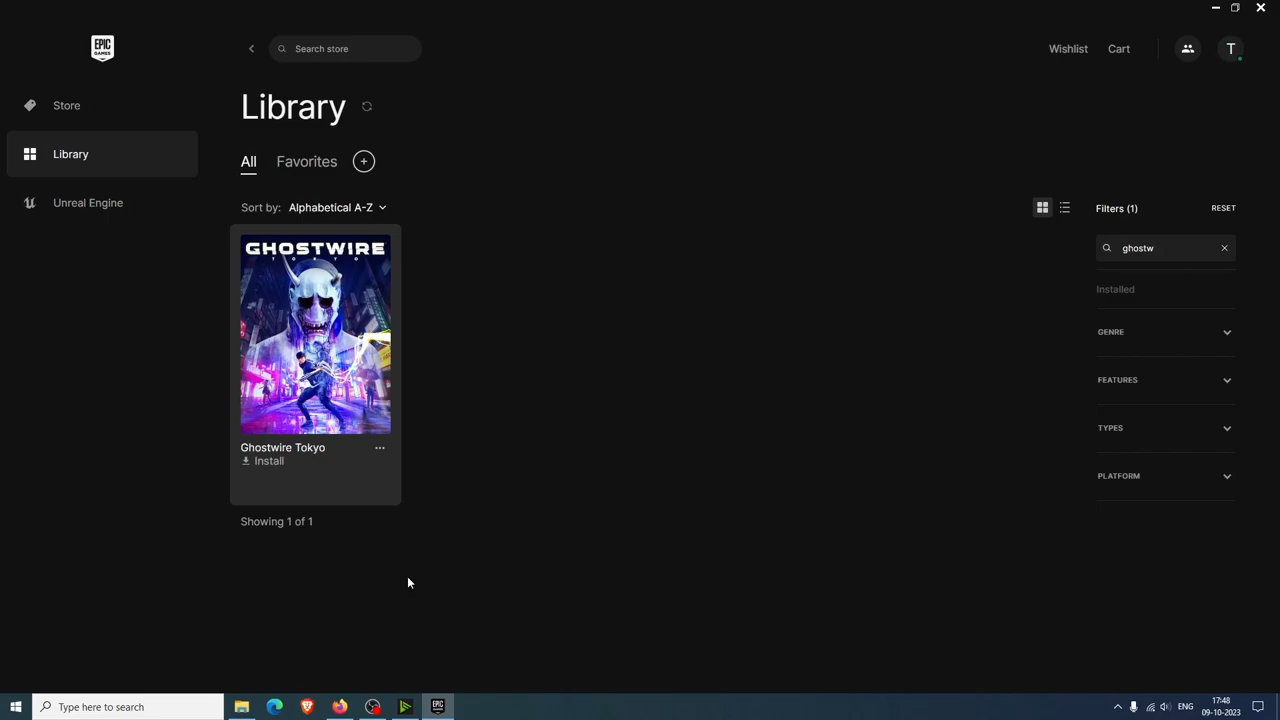 EPIC
GAMES
Search store
Wishlist
Cart
T
Store
Library
Unreal Engine
Library
All
Favorites
Sort by: Alphabetical A-Z
Filters (1)
RESET
ghostw
Installed
GENRE
FEATURES
TYPES
PLATFORM
GHOSTWIRE
TOKYO
Ghostwire Tokyo
Install
Showing 1 of 1
Type here to search
EPIC
GAMES
ENG
17:48
09-10-2023